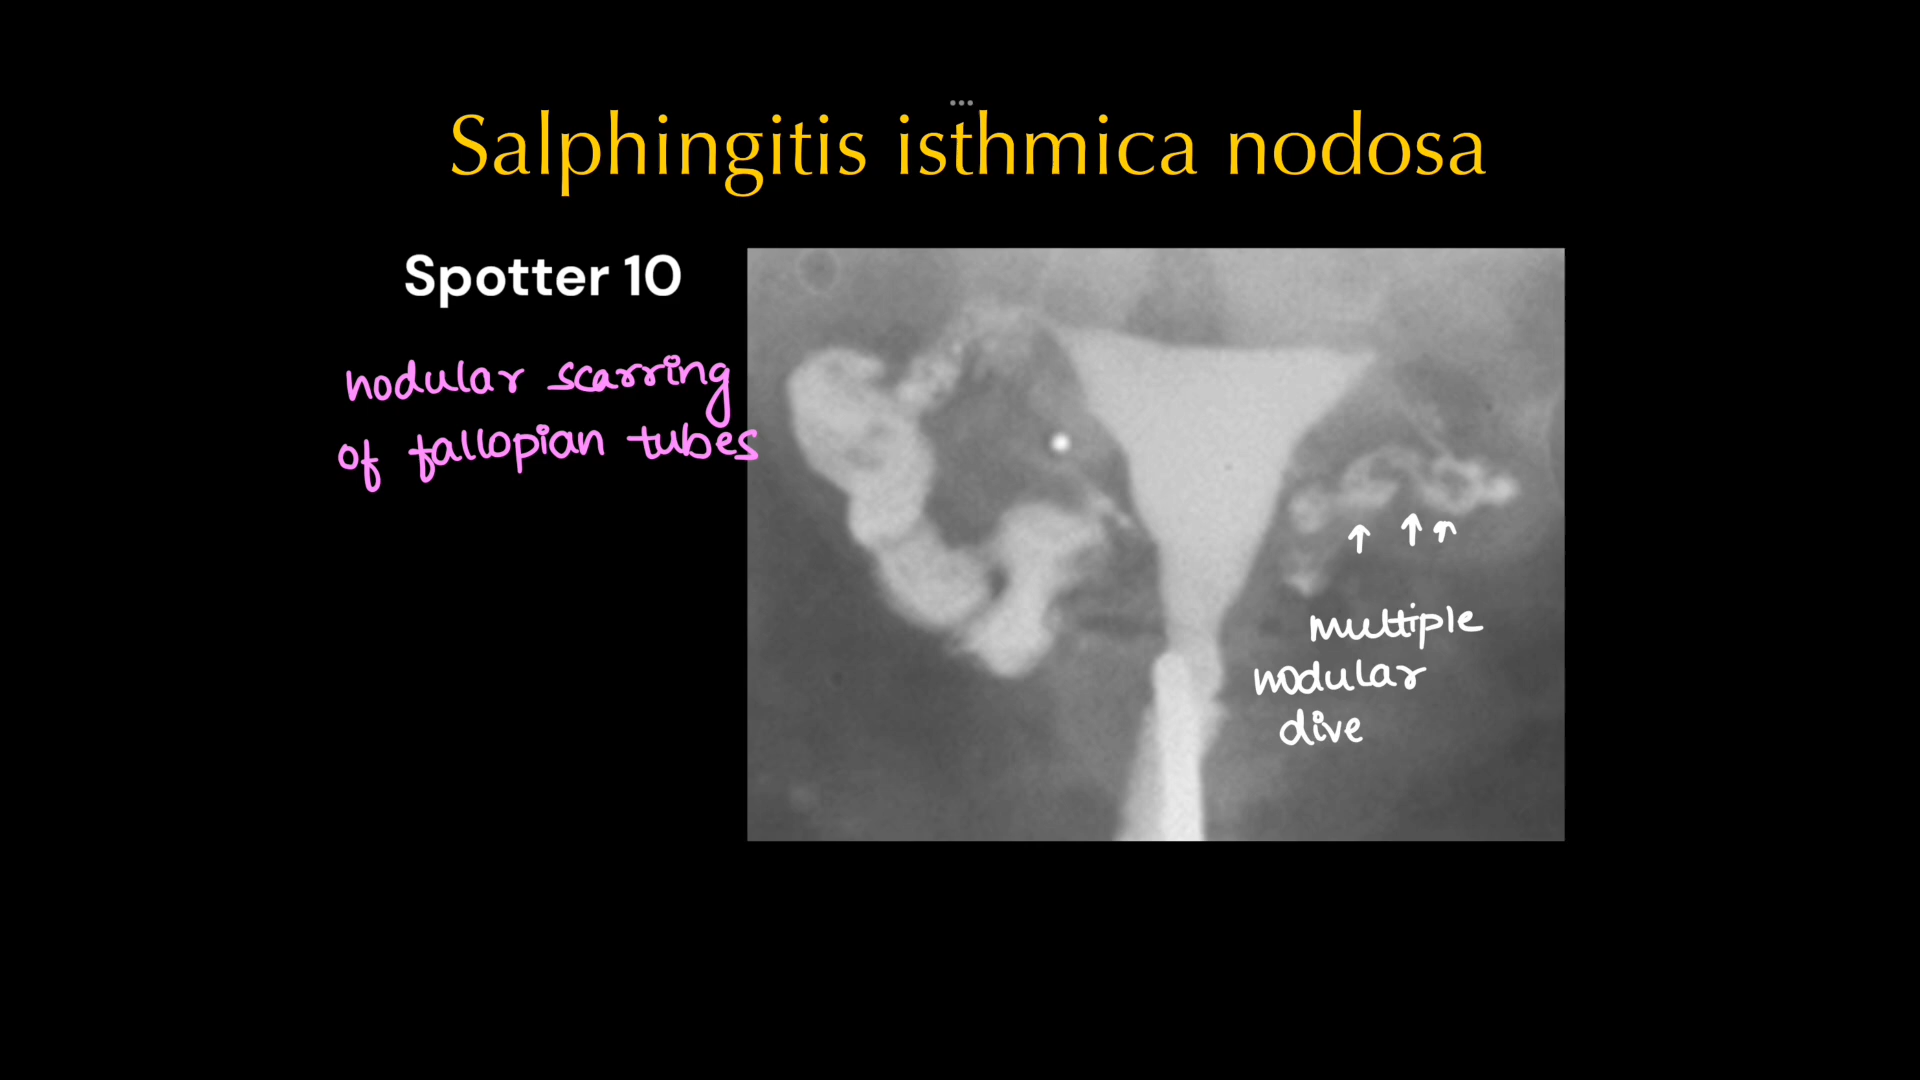 Salphingitis isthmica nodosa
Spotter 10
nodular scarring
of fallopian tubes
multiple
nodular
dive